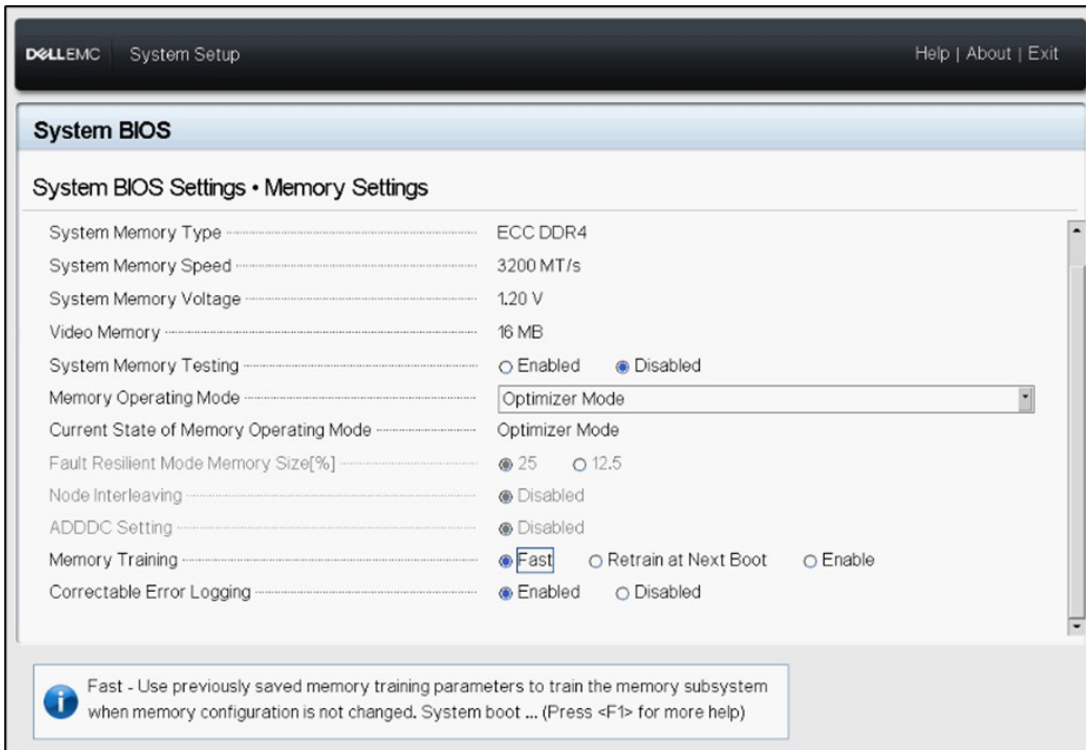 DELLEMC System Setup Help | About | Exit
System BIOS
System BIOS Settings • Memory Settings
System Memory Type ECC DDR4
System Memory Speed 3200 MT/s
System Memory Voltage 1.20 V
Video Memory 16 MB
System Memory Testing Enabled Disabled
Memory Operating Mode Optimizer Mode
Current State of Memory Operating Mode Optimizer Mode
Fault Resilient Mode Memory Size[%] 25 12.5
Node Interleaving Disabled
ADDDC Setting Disabled
Memory Training Fast Retrain at Next Boot Enable
Correctable Error Logging Enabled Disabled
Fast - Use previously saved memory training parameters to train the memory subsystem
when memory configuration is not changed. System boot ... (Press <F1> for more help)